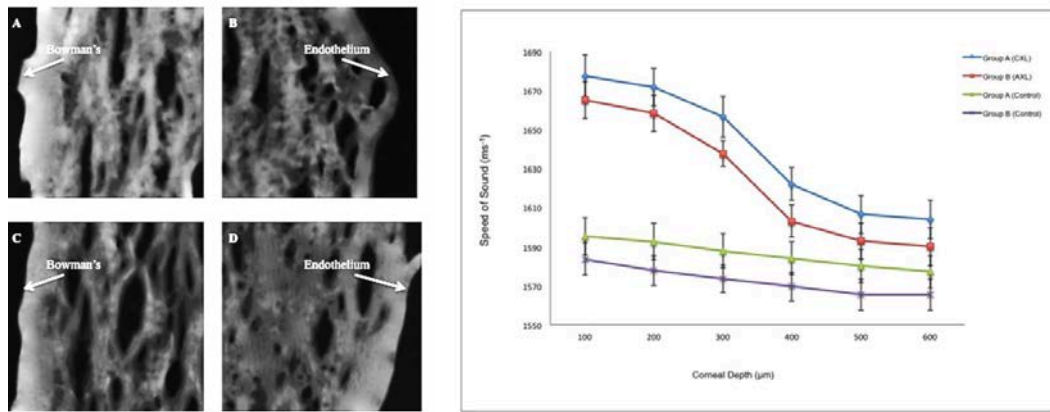 A
Bowman's
B
Endothelium
C
Bowman's
D
Endothelium
Speed of Sound (ms⁻¹)
1690
1670
1650
1630
1610
1590
1570
1550
100 200 300 400 500 600
Corneal Depth (µm)
Group A (CXL)
Group B (AXL)
Group A (Control)
Group B (Control)